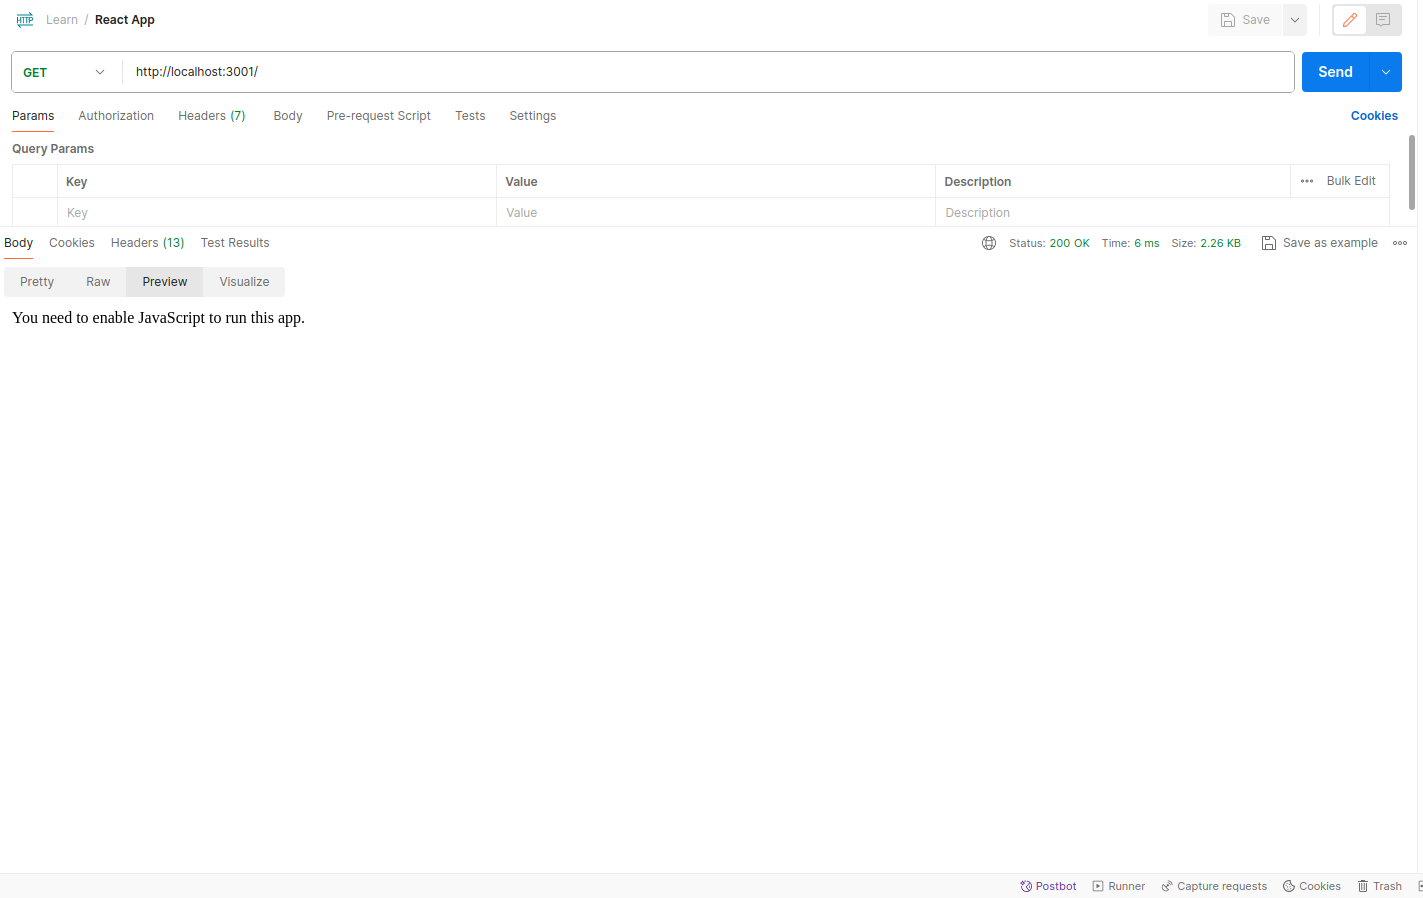 HTTP Learn / React App Save
GET http://localhost:3001/ Send
Params Authorization Headers (7) Body Pre-request Script Tests Settings Cookies
Query Params
Key Value Description Bulk Edit
Key Value Description
Body Cookies Headers (13) Test Results Status: 200 OK Time: 6 ms Size: 2.26 KB Save as example
Pretty Raw Preview Visualize
You need to enable JavaScript to run this app.
Postbot Runner Capture requests Cookies Trash